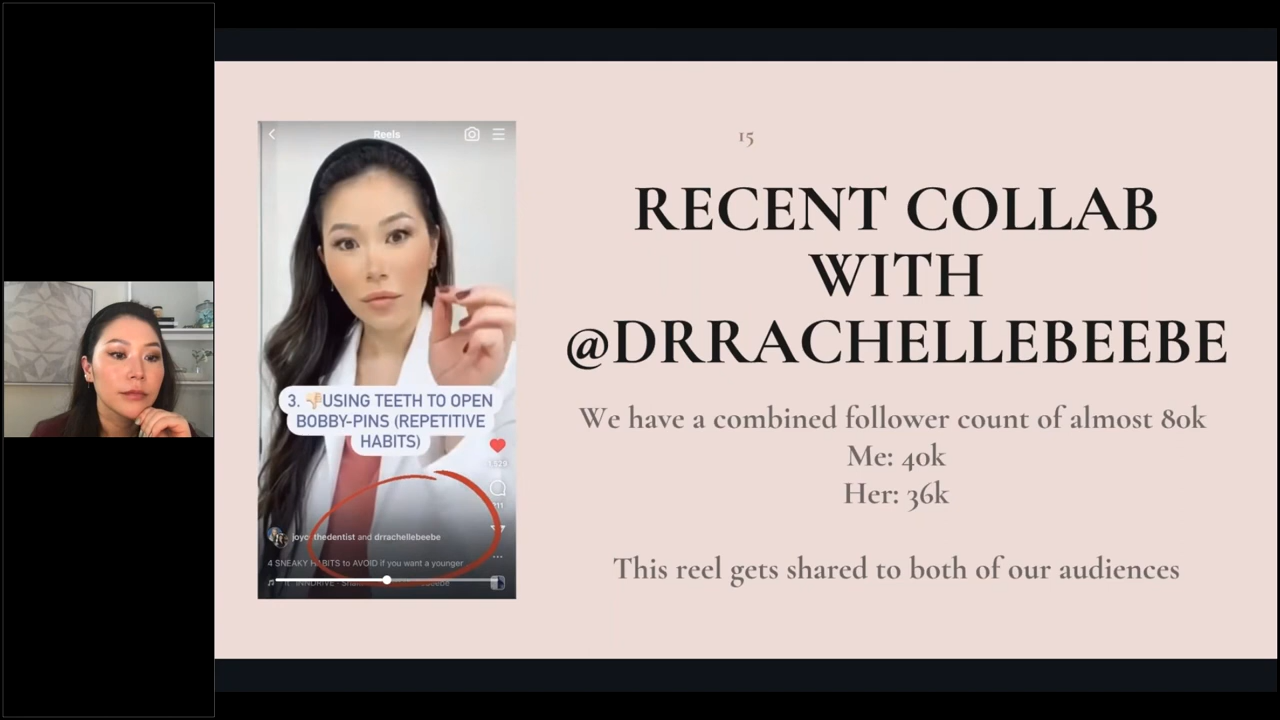 Reels
3. 👎🏻USING TEETH TO OPEN
BOBBY-PINS (REPETITIVE
HABITS)
joyc thedentist and drrachellebeebe
4 SNEAKY HABITS to AVOID if you want a younger
15
RECENT COLLAB
WITH
@DRRACHELLEBEEBE
We have a combined follower count of almost 80k
Me: 40k
Her: 36k
This reel gets shared to both of our audiences